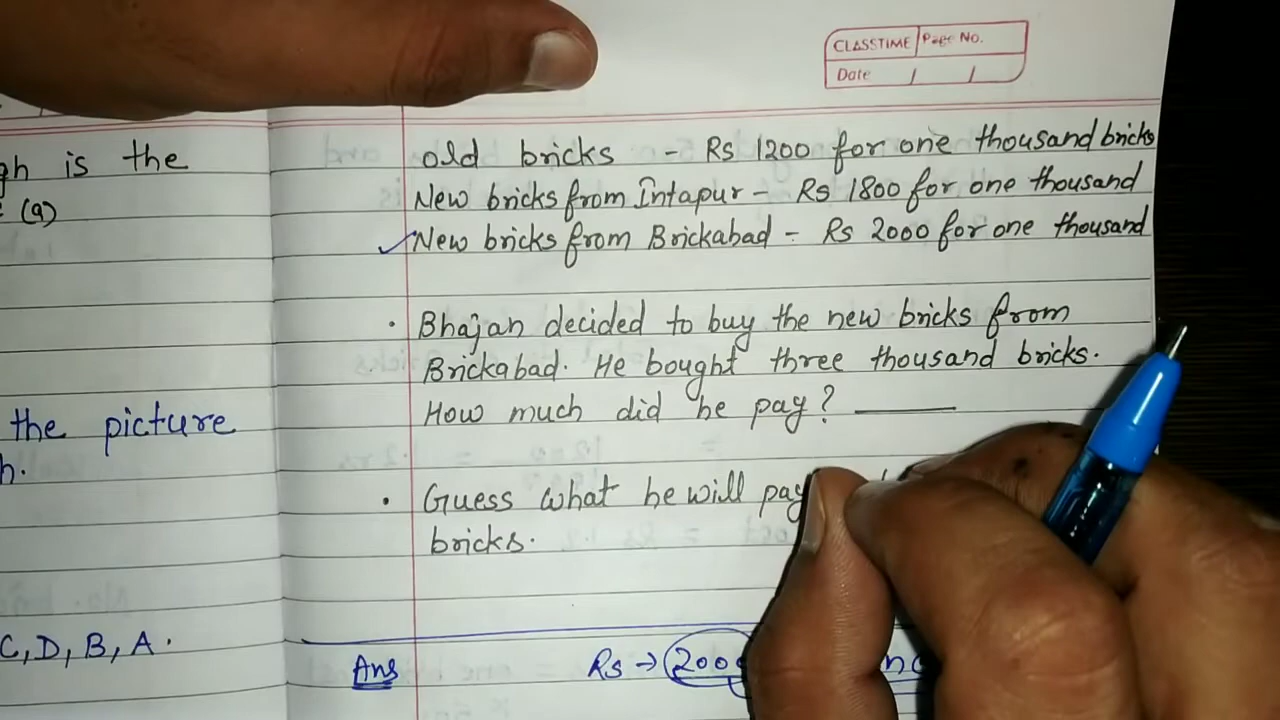 CLASSTIME Page No.
Date / /
is the
(a)
the picture
C, D, B, A.
old bricks - Rs 1200 for one thousand bricks
New bricks from Intapur - Rs 1800 for one thousand
New bricks from Brickabad - Rs 2000 for one thousand
. Bhajan decided to buy the new bricks from
Brickabad. He bought three thousand bricks.
How much did he pay? ______
. Guess what he will pay
bricks.
Ans Rs → 200